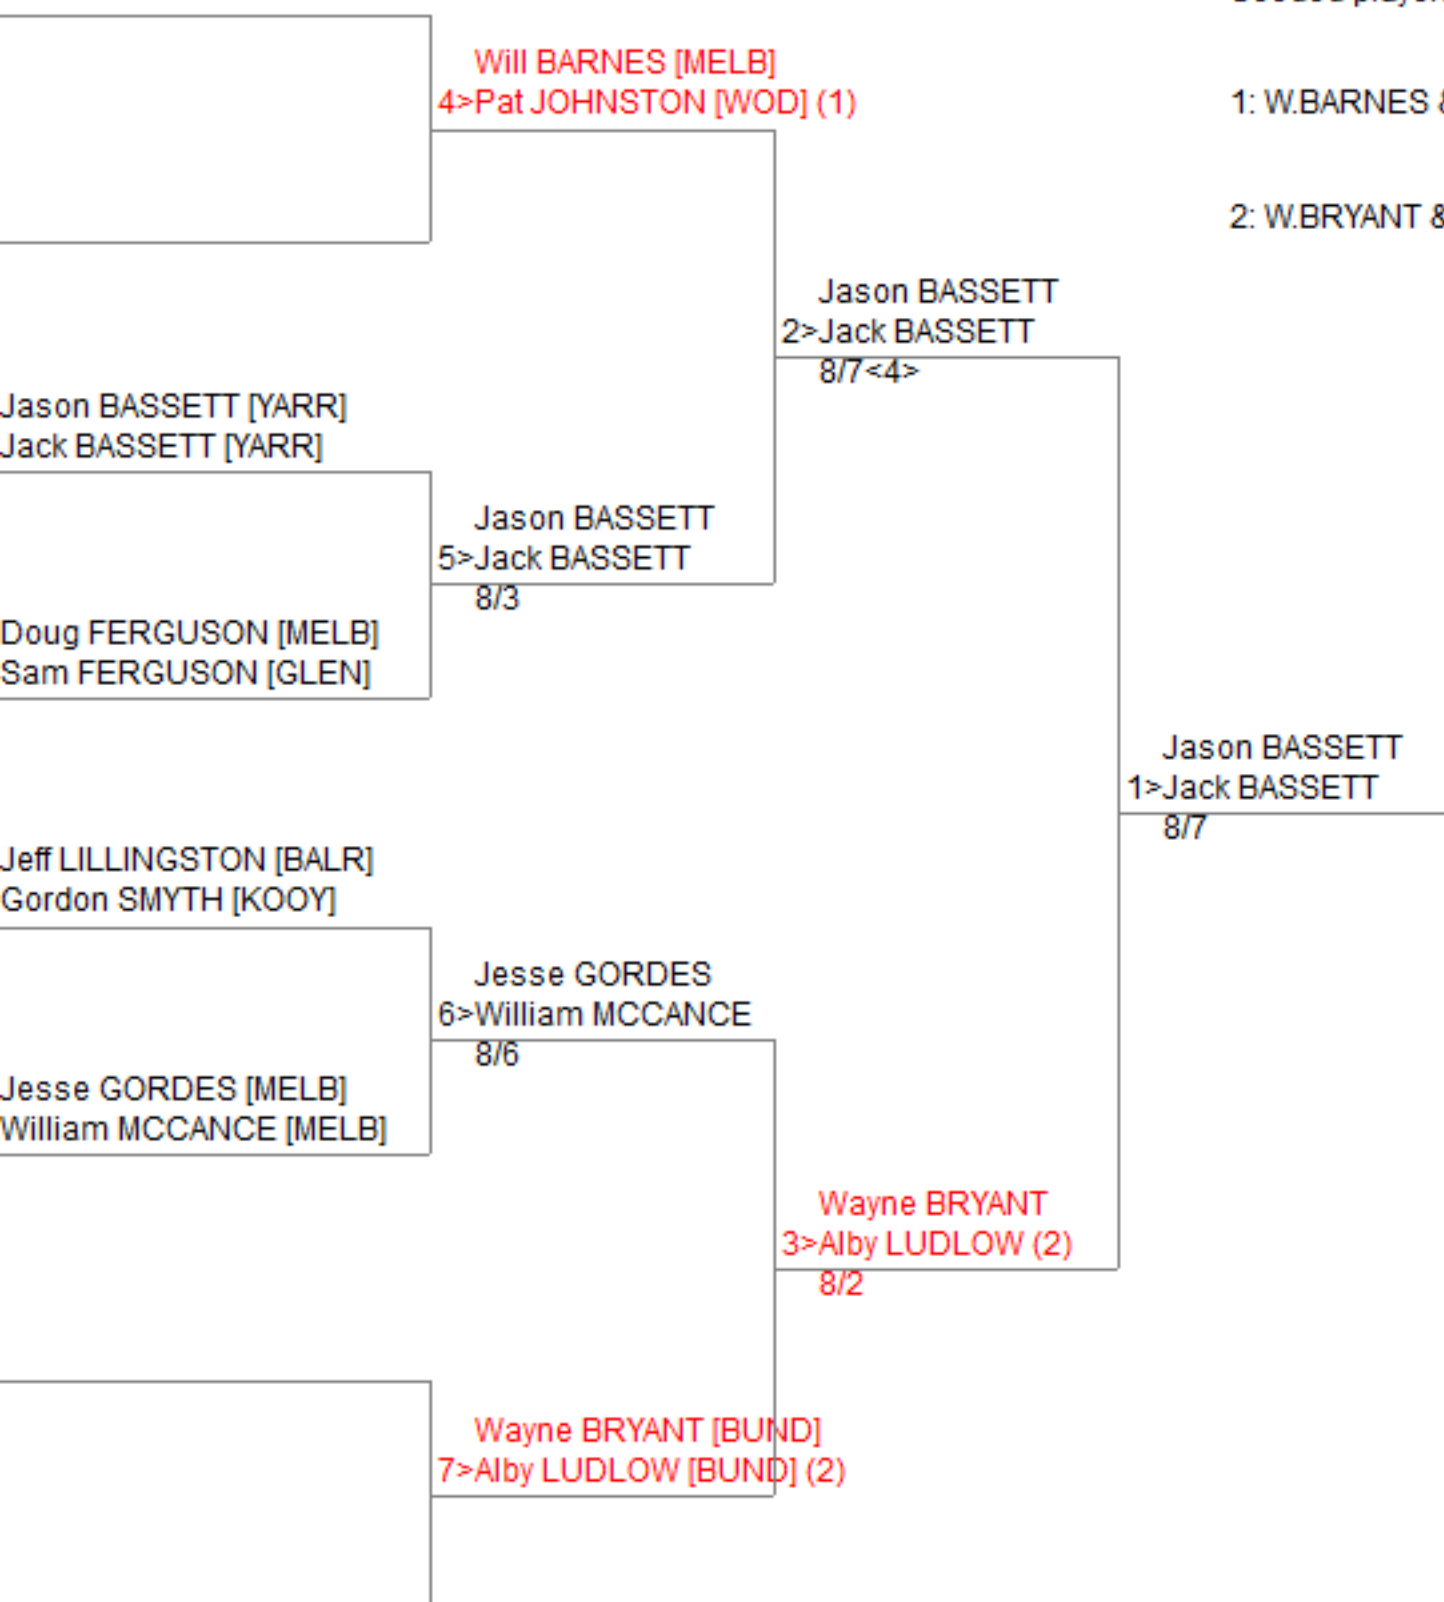 Will BARNES [MELB]
4>Pat JOHNSTON [WOD] (1)
1: W.BARNES &
2: W.BRYANT &
Jason BASSETT
2>Jack BASSETT
8/7<4>
Jason BASSETT [YARR]
Jack BASSETT [YARR]
Jason BASSETT
5>Jack BASSETT
8/3
Doug FERGUSON [MELB]
Sam FERGUSON [GLEN]
Jason BASSETT
1>Jack BASSETT
8/7
Jeff LILLINGSTON [BALR]
Gordon SMYTH [KOOY]
Jesse GORDES
6>William MCCANCE
8/6
Jesse GORDES [MELB]
William MCCANCE [MELB]
Wayne BRYANT
3>Alby LUDLOW (2)
8/2
Wayne BRYANT [BUND]
7>Alby LUDLOW [BUND] (2)